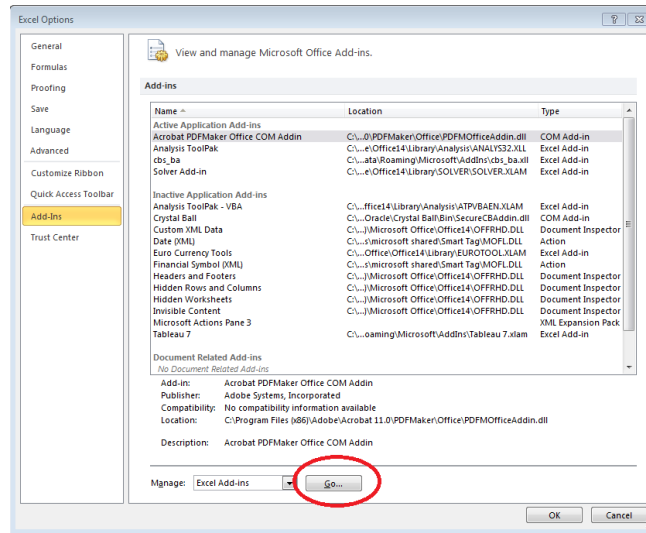 Excel Options
General
Formulas
Proofing
Save
Language
Advanced
Customize Ribbon
Quick Access Toolbar
Add-Ins
Trust Center
View and manage Microsoft Office Add-ins.
Add-ins
Name Location Type
Active Application Add-ins
Acrobat PDFMaker Office COM Addin C:\...0\PDFMaker\Office\PDFMOfficeAddin.dll COM Add-in
Analysis ToolPak C:\...e\Office14\Library\Analysis\ANALYS32.XLL Excel Add-in
cbs_ba C:\...ata\Roaming\Microsoft\AddIns\cbs_ba.xll Excel Add-in
Solver Add-in C:\...e\Office14\Library\SOLVER\SOLVER.XLAM Excel Add-in
Inactive Application Add-ins
Analysis ToolPak - VBA C:\...ffice14\Library\Analysis\ATPVBAEN.XLAM Excel Add-in
Crystal Ball C:\...Oracle\Crystal Ball\Bin\SecureCBAddin.dll COM Add-in
Custom XML Data C:\...)\Microsoft Office\Office14\OFFRHD.DLL Document Inspector
Date (XML) C:\...s\microsoft shared\Smart Tag\MOFL.DLL Action
Euro Currency Tools C:\...Office\Office14\Library\EUROTOOL.XLAM Excel Add-in
Financial Symbol (XML) C:\...s\microsoft shared\Smart Tag\MOFL.DLL Action
Headers and Footers C:\...)\Microsoft Office\Office14\OFFRHD.DLL Document Inspector
Hidden Rows and Columns C:\...)\Microsoft Office\Office14\OFFRHD.DLL Document Inspector
Hidden Worksheets C:\...)\Microsoft Office\Office14\OFFRHD.DLL Document Inspector
Invisible Content C:\...)\Microsoft Office\Office14\OFFRHD.DLL Document Inspector
Microsoft Actions Pane 3 XML Expansion Pack
Tableau 7 C:\...oaming\Microsoft\AddIns\Tableau 7.xlam Excel Add-in
Document Related Add-ins
No Document Related Add-ins
Add-in: Acrobat PDFMaker Office COM Addin
Publisher: Adobe Systems, Incorporated
Compatibility: No compatibility information available
Location: C:\Program Files (x86)\Adobe\Acrobat 11.0\PDFMaker\Office\PDFMOfficeAddin.dll
Description: Acrobat PDFMaker Office COM Addin
Manage: Excel Add-ins Go...
OK Cancel